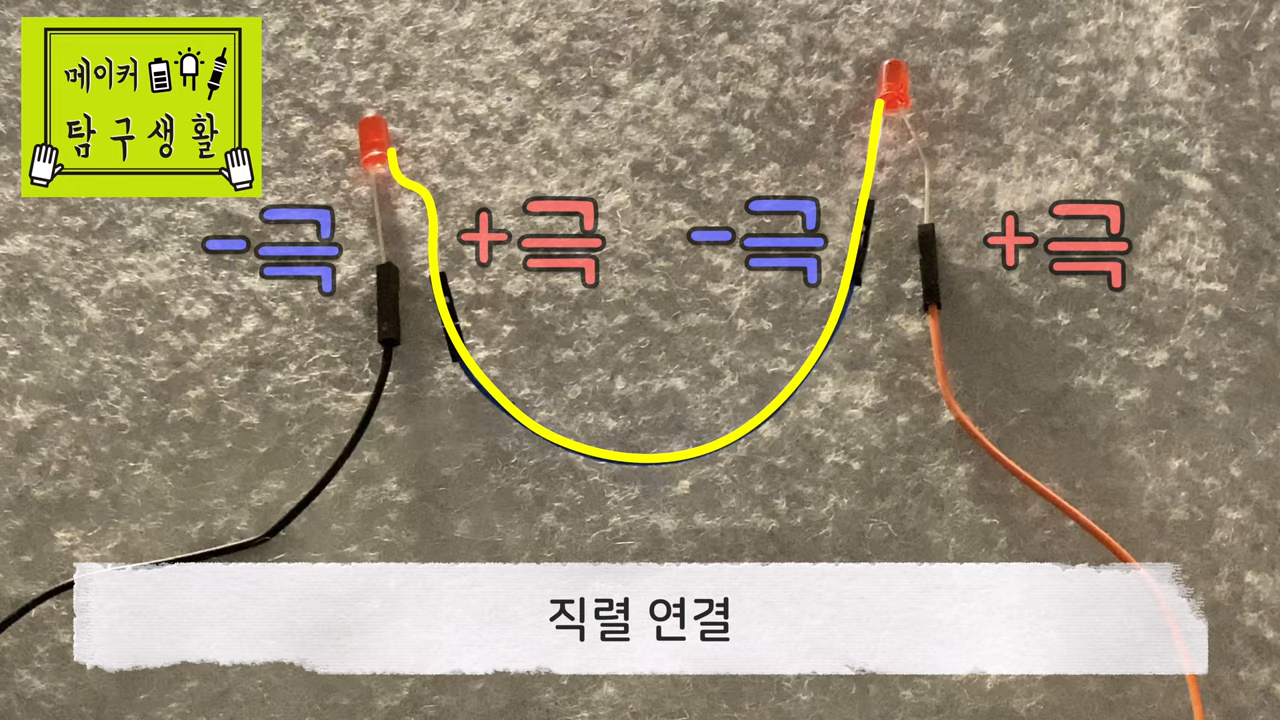 메이커
탐구생활
-극 +극 -극 +극
직렬 연결